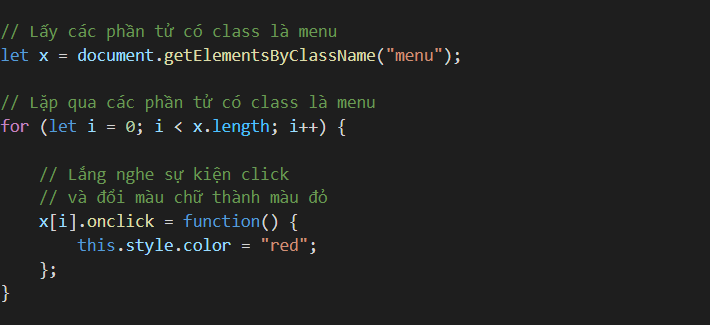 // Lấy các phần tử có class là menu
let x = document.getElementsByClassName("menu");
// Lặp qua các phần tử có class là menu
for (let i = 0; i < x.length; i++) {
// Lắng nghe sự kiện click
// và đổi màu chữ thành màu đỏ
x[i].onclick = function() {
this.style.color = "red";
};
}